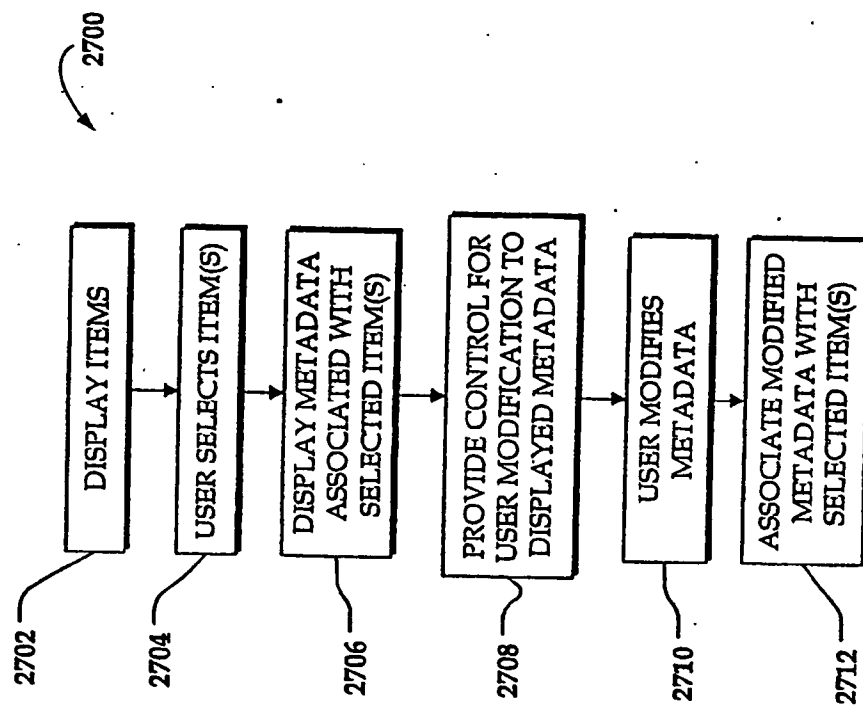 2700
2702
DISPLAY ITEMS
2704
USER SELECTS ITEM(S)
2706
DISPLAY METADATA
ASSOCIATED WITH
SELECTED ITEM(S)
2708
PROVIDE CONTROL FOR
USER MODIFICATION TO
DISPLAYED METADATA
2710
USER MODIFIES
METADATA
2712
ASSOCIATE MODIFIED
METADATA WITH
SELECTED ITEM(S)